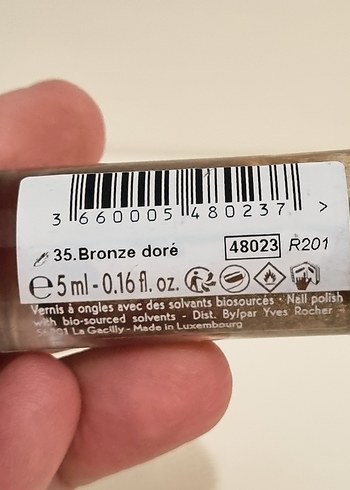 3 660005 480237 >
35.Bronze doré 48023 R201
e 5 ml - 0.16 fl. oz.
Vernis à ongles avec des solvants biosourcés • Nail polish
with bio-sourced solvents - Dist. By/par Yves Rocher -
56201 La Gacilly - Made in Luxembourg